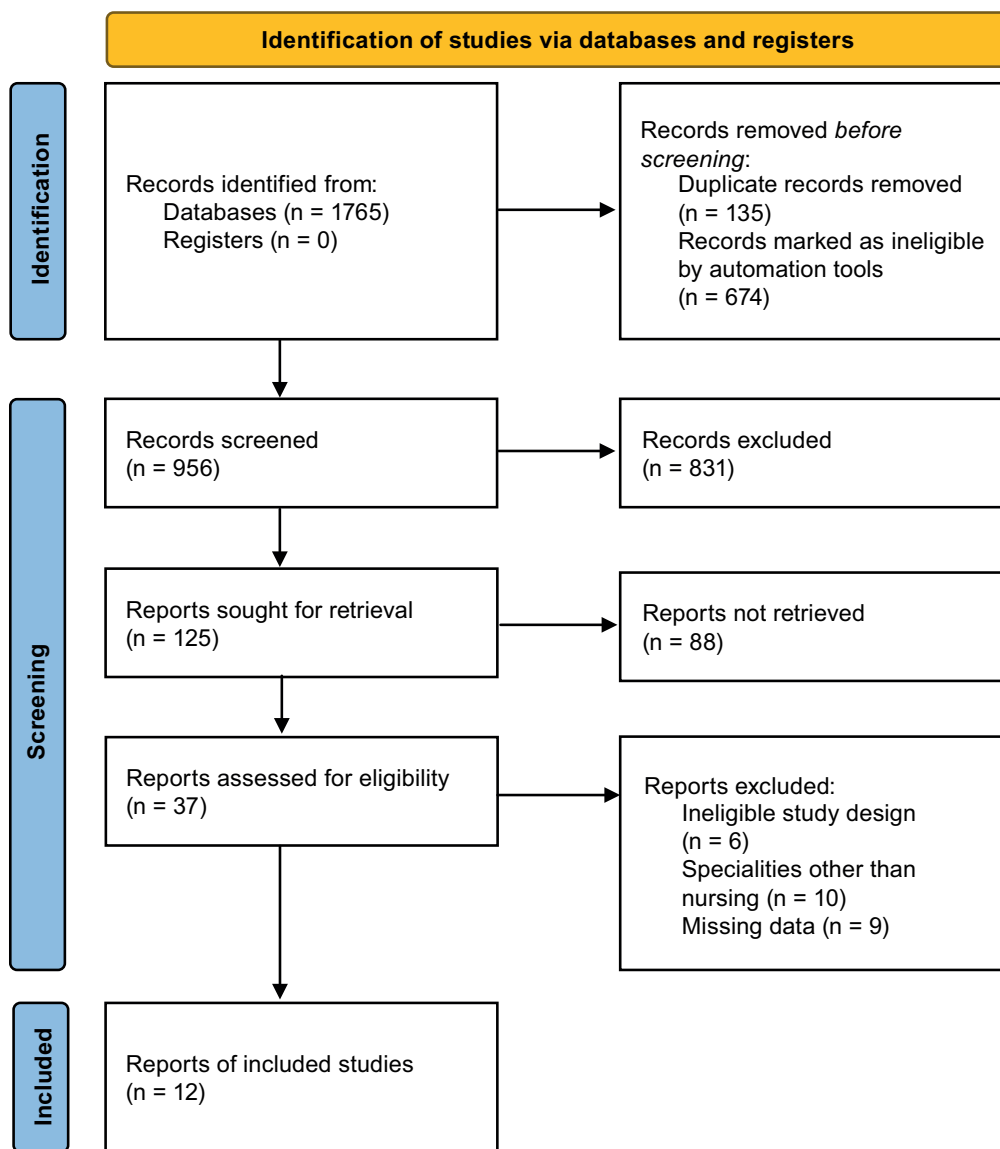 Identification of studies via databases and registers
Identification
Records identified from:
Databases (n = 1765)
Registers (n = 0)
Records removed before
screening:
Duplicate records removed
(n = 135)
Records marked as ineligible
by automation tools
(n = 674)
Screening
Records screened
(n = 956)
Records excluded
(n = 831)
Reports sought for retrieval
(n = 125)
Reports not retrieved
(n = 88)
Reports assessed for eligibility
(n = 37)
Reports excluded:
Ineligible study design
(n = 6)
Specialities other than
nursing (n = 10)
Missing data (n = 9)
Included
Reports of included studies
(n = 12)